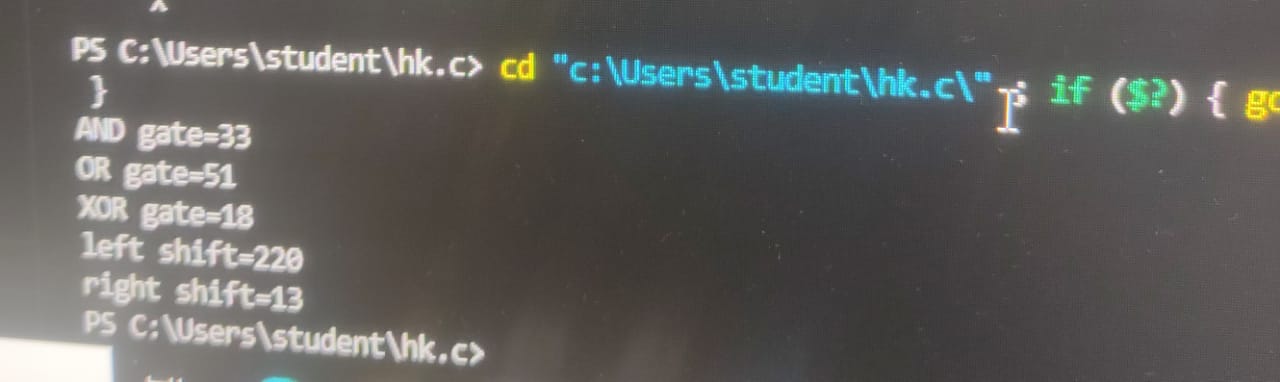 PS C:\Users\student\hk.c> cd "c:\Users\student\hk.c\" ; if ($?) { gc
}
AND gate=33
OR gate=51
XOR gate=18
left shift=220
right shift=13
PS C:\Users\student\hk.c>